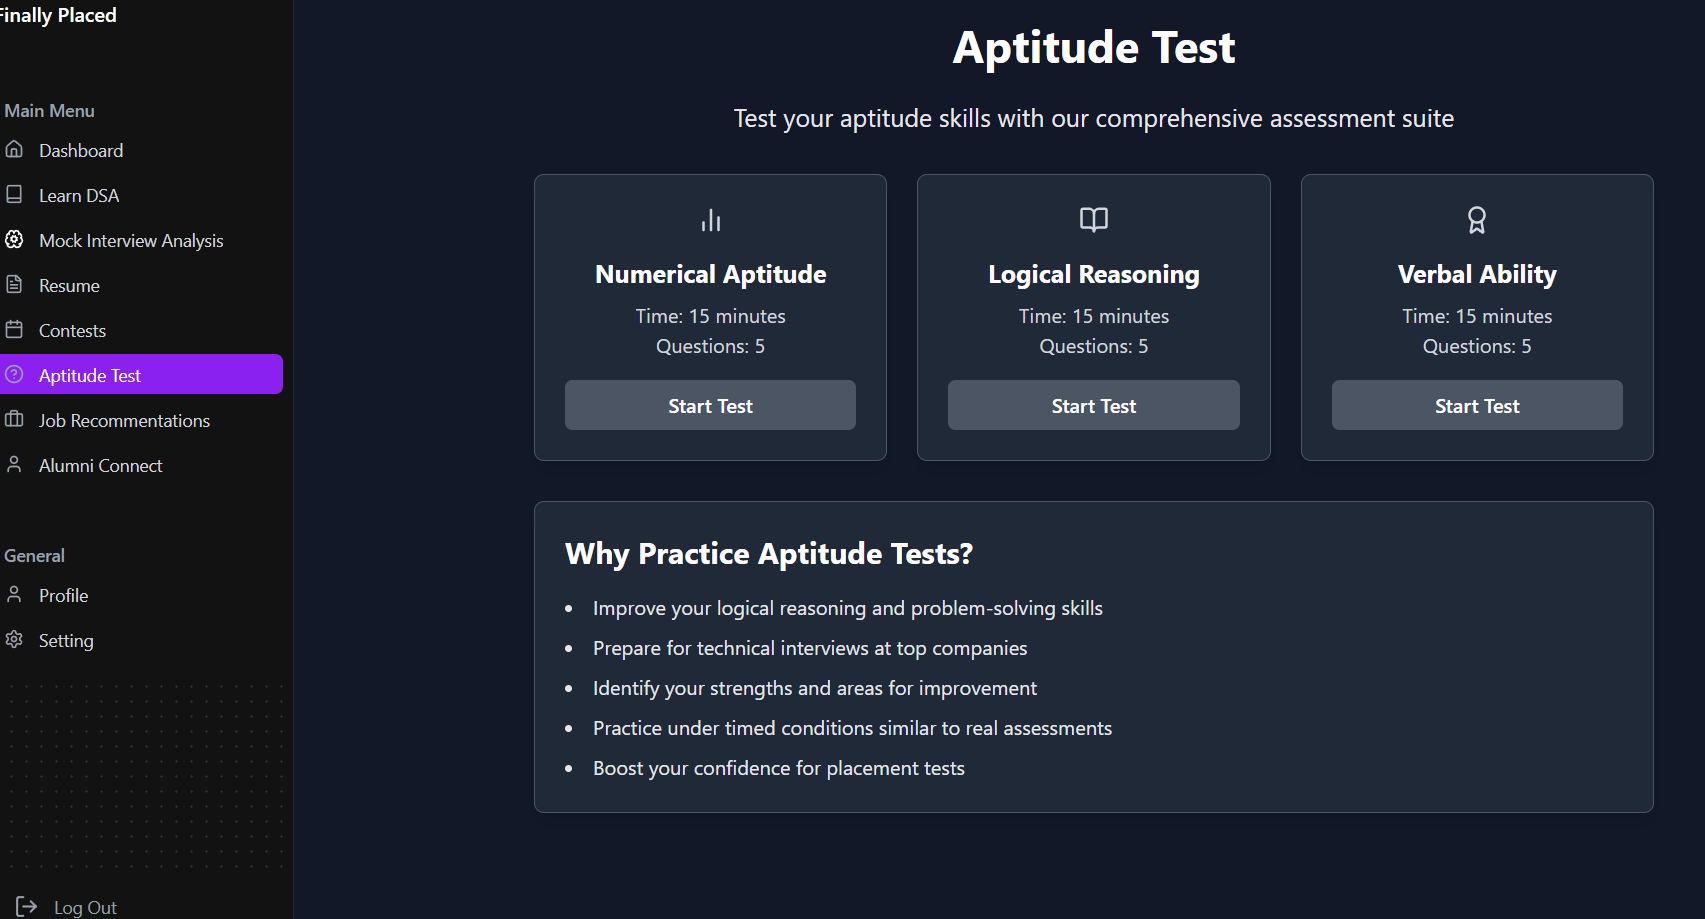 Finally Placed
Main Menu
Dashboard
Learn DSA
Mock Interview Analysis
Resume
Contests
Aptitude Test
Job Recommentations
Alumni Connect
General
Profile
Setting
Log Out
Aptitude Test
Test your aptitude skills with our comprehensive assessment suite
Numerical Aptitude
Time: 15 minutes
Questions: 5
Start Test
Logical Reasoning
Time: 15 minutes
Questions: 5
Start Test
Verbal Ability
Time: 15 minutes
Questions: 5
Start Test
Why Practice Aptitude Tests?
• Improve your logical reasoning and problem-solving skills
• Prepare for technical interviews at top companies
• Identify your strengths and areas for improvement
• Practice under timed conditions similar to real assessments
• Boost your confidence for placement tests